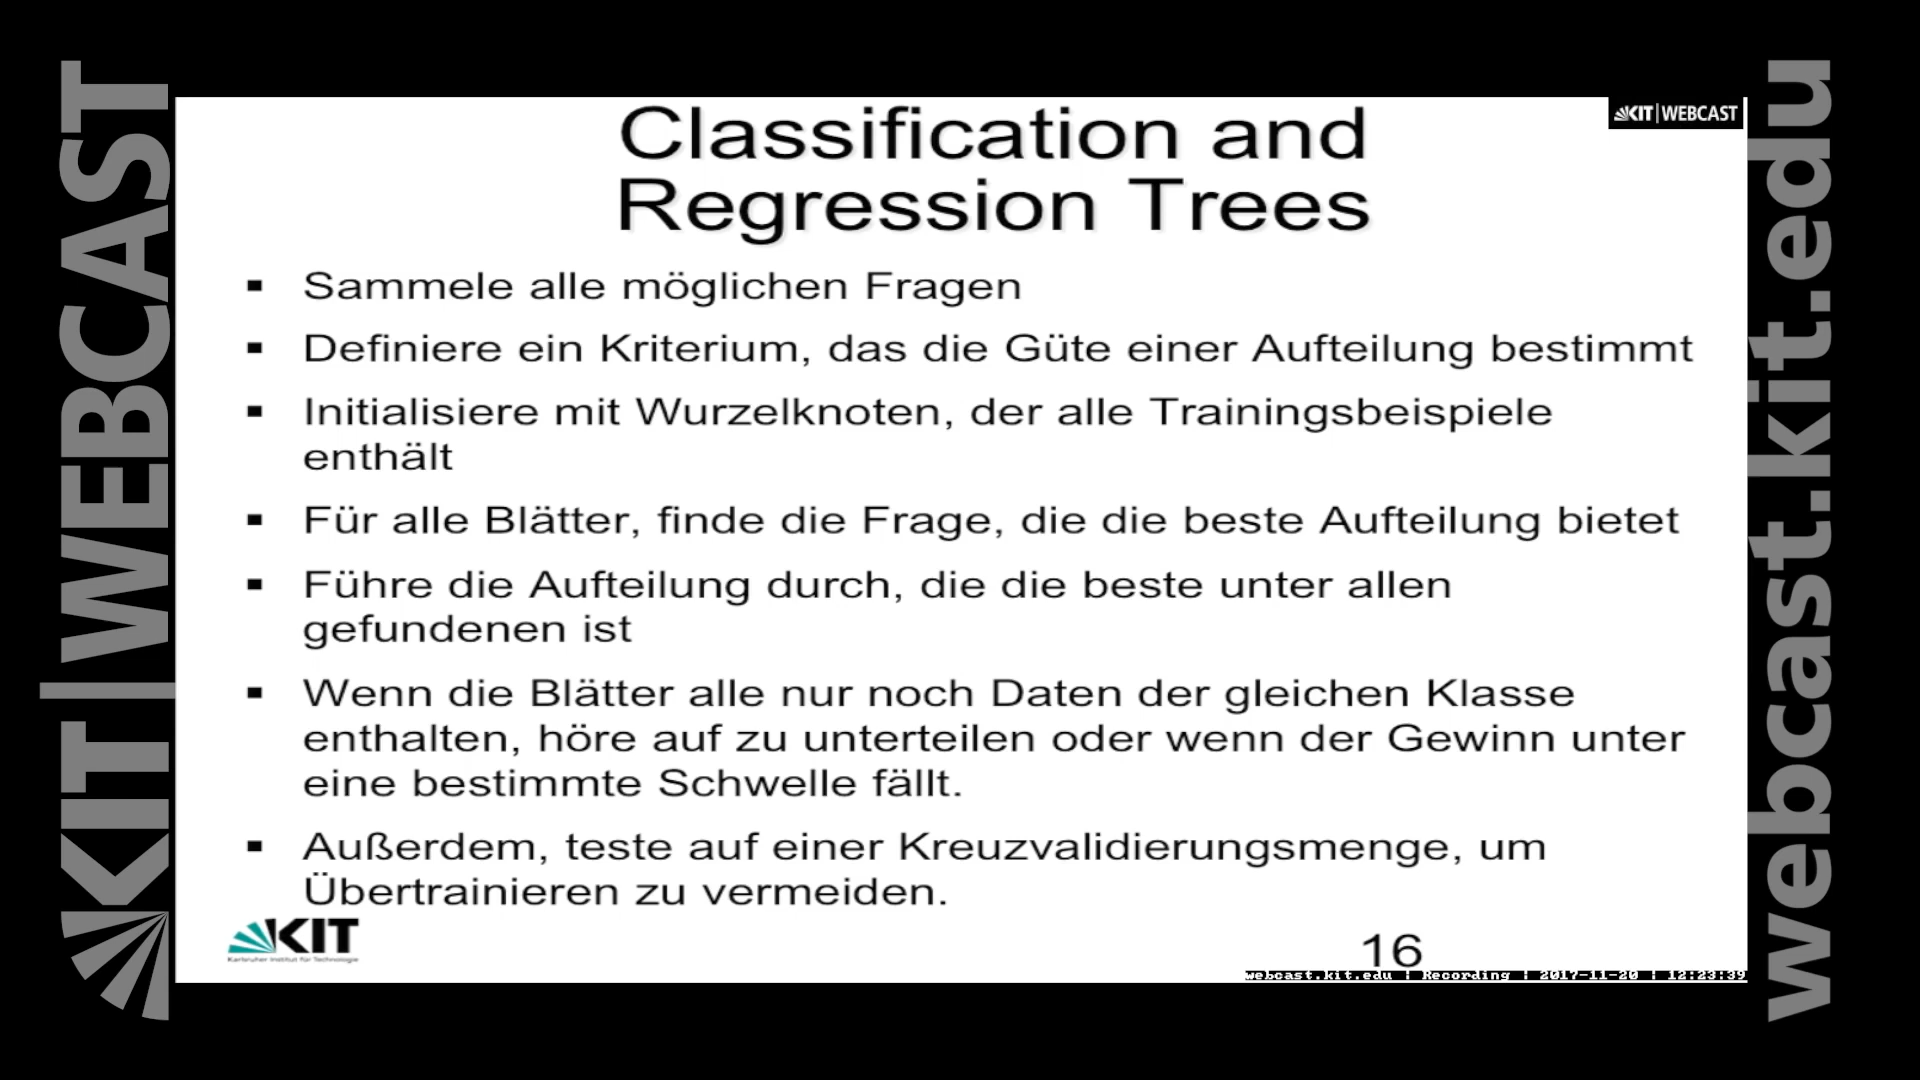 KIT | WEBCAST
Classification and
Regression Trees
KIT | WEBCAST
Sammele alle möglichen Fragen
Definiere ein Kriterium, das die Güte einer Aufteilung bestimmt
Initialisiere mit Wurzelknoten, der alle Trainingsbeispiele
enthält
Für alle Blätter, finde die Frage, die die beste Aufteilung bietet
Führe die Aufteilung durch, die die beste unter allen
gefundenen ist
Wenn die Blätter alle nur noch Daten der gleichen Klasse
enthalten, höre auf zu unterteilen oder wenn der Gewinn unter
eine bestimmte Schwelle fällt.
Außerdem, teste auf einer Kreuzvalidierungsmenge, um
Übertrainieren zu vermeiden.
KIT
Karlsruher Institut für Technologie
16
webcast.kit.edu | Recording | 2017-11-20 | 12:23:39
webcast.kit.edu